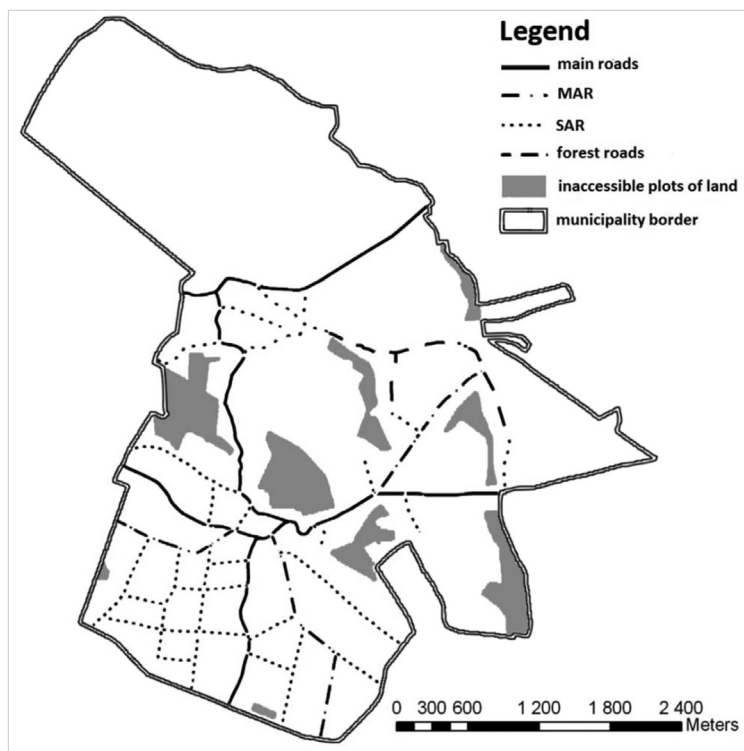 Legend
main roads
MAR
SAR
forest roads
inaccessible plots of land
municipality border
0 300 600 1 200 1 800 2 400
Meters